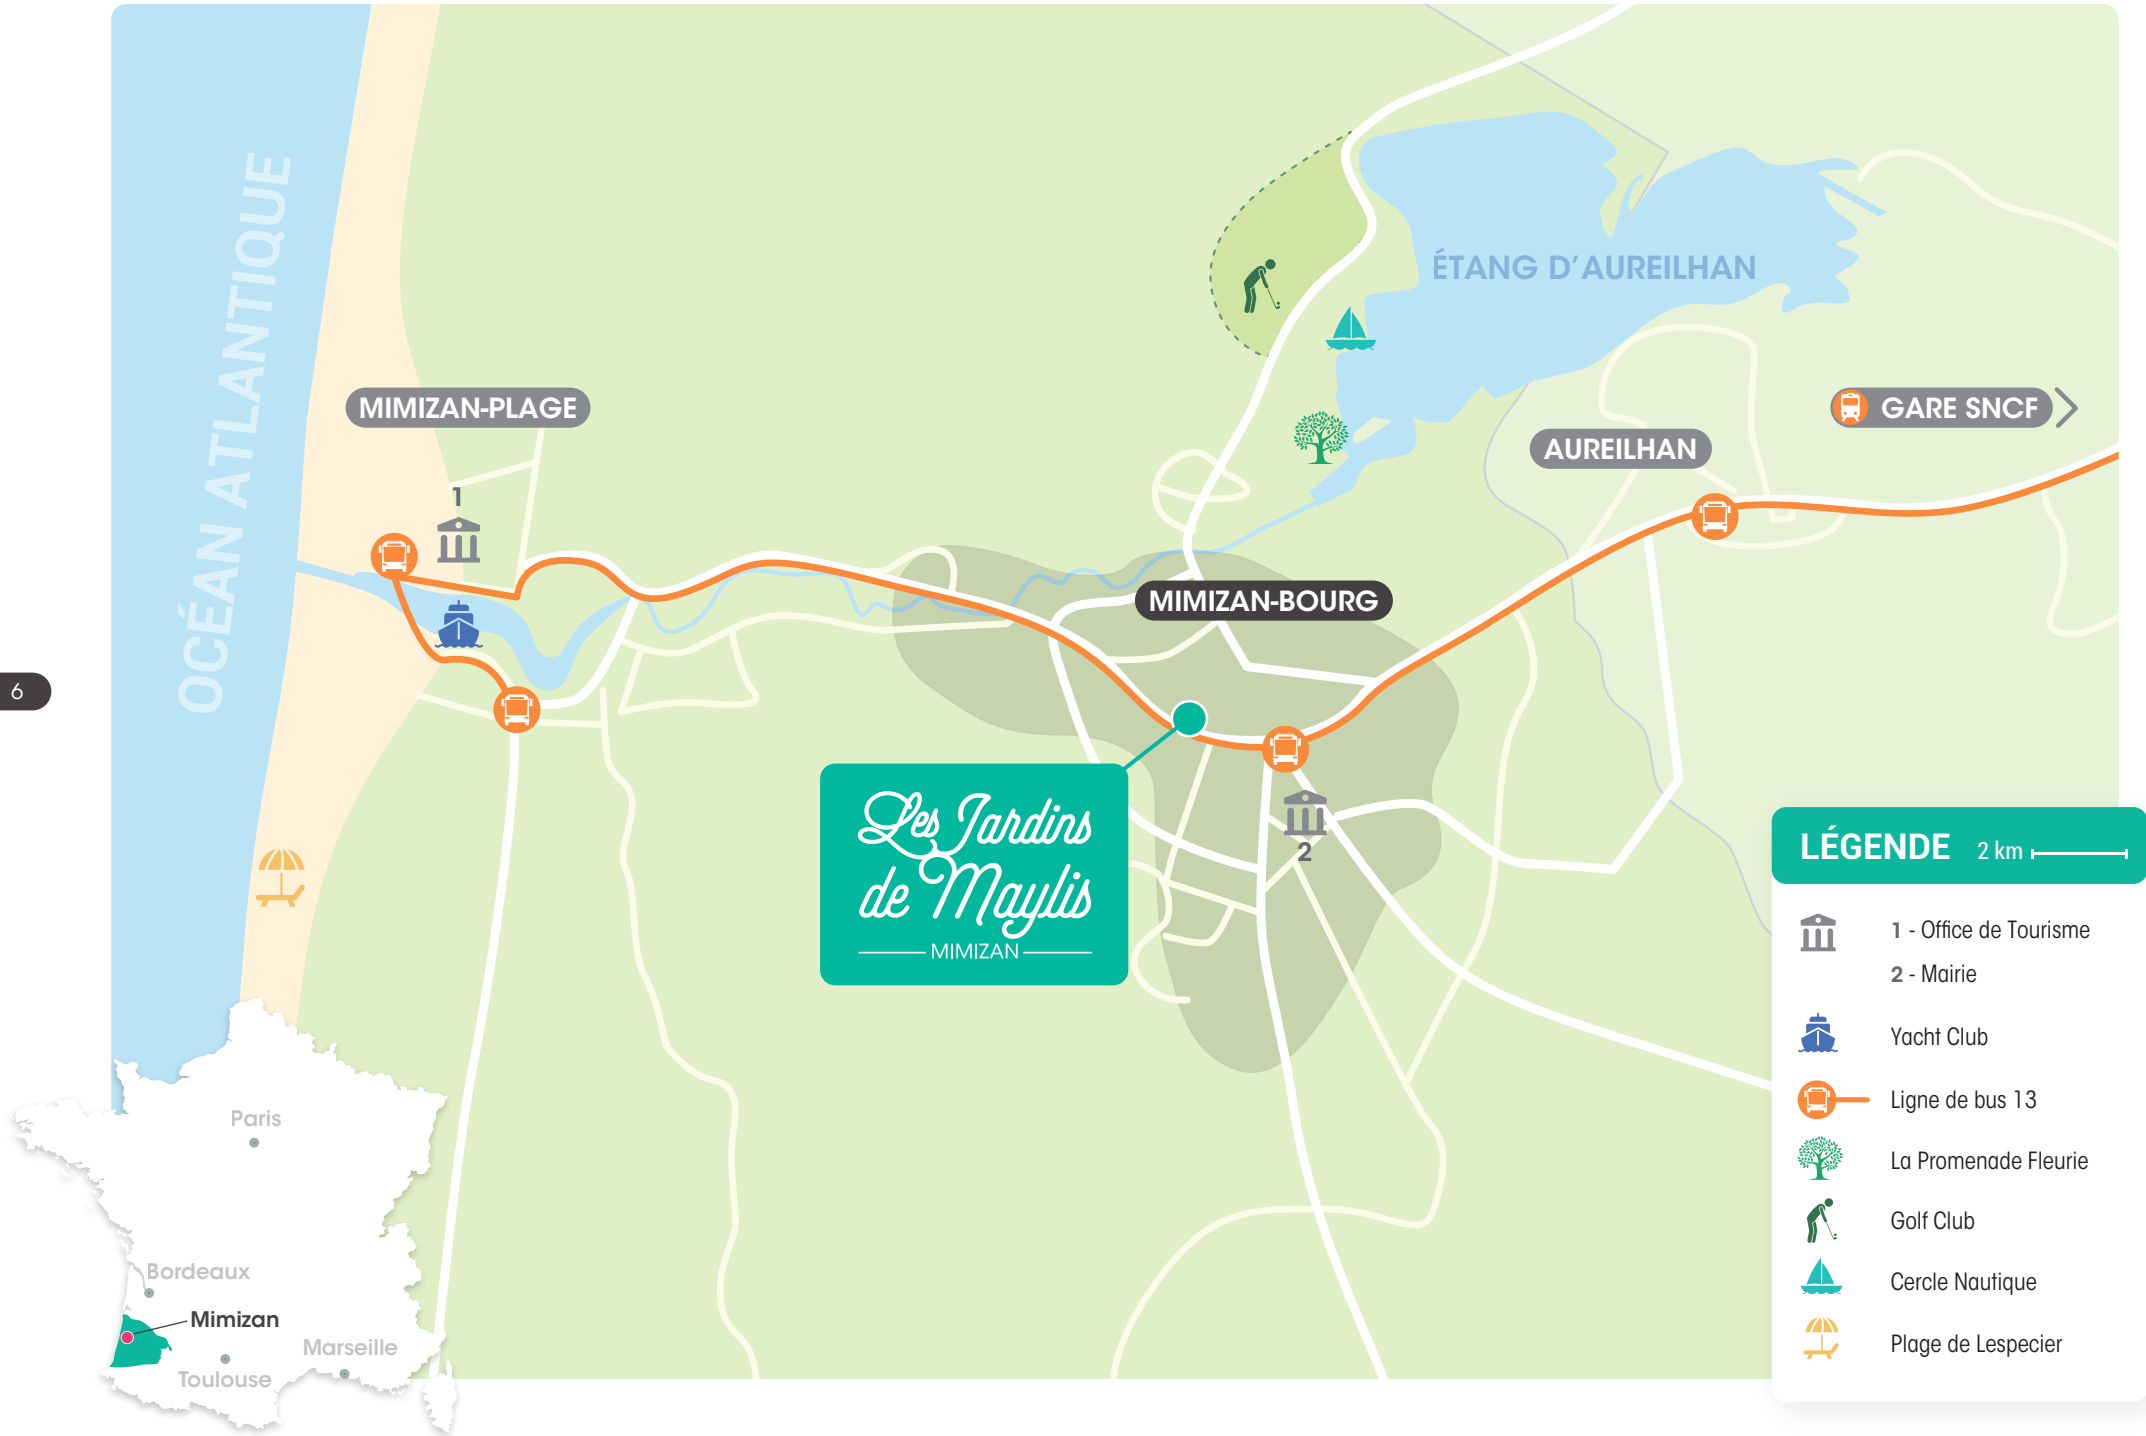 OCÉAN ATLANTIQUE
ÉTANG D'AUREILHAN
MIMIZAN-PLAGE
GARE SNCF
AUREILHAN
1
MIMIZAN-BOURG
6
Les Jardins
de Maylis
MIMIZAN
2
LÉGENDE 2 km
1 - Office de Tourisme
2 - Mairie
Yacht Club
Ligne de bus 13
La Promenade Fleurie
Golf Club
Cercle Nautique
Plage de Lespecier
Paris
Bordeaux
Mimizan
Marseille
Toulouse